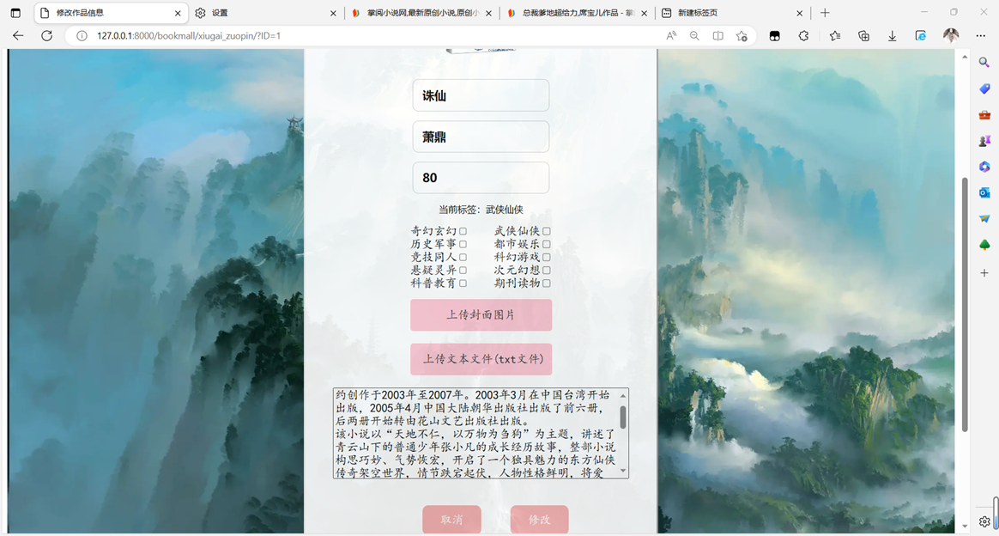 修改作品信息
设置
掌阅小说网,最新原创小说,原创小
总裁爹地超给力,席宝儿作品 - 掌
新建标签页
127.0.0.1:8000/bookmall/xiugai_zuopin/?ID=1
诛仙
萧鼎
80
当前标签：武侠仙侠
奇幻玄幻 武侠仙侠
历史军事 都市娱乐
竞技同人 科幻游戏
悬疑灵异 次元幻想
科普教育 期刊读物
上传封面图片
上传文本文件(txt文件)
约创作于2003年至2007年。2003年3月在中国台湾开始
出版，2005年4月中国大陆朝华出版社出版了前六册，
后两册开始转由花山文艺出版社出版。
该小说以“天地不仁，以万物为刍狗”为主题，讲述了
青云山下的普通少年张小凡的成长经历故事，整部小说
构思巧妙、气势恢宏，开启了一个独具魅力的东方仙侠
传奇架空世界，情节跌宕起伏，人物性格鲜明，将爱
取消 修改